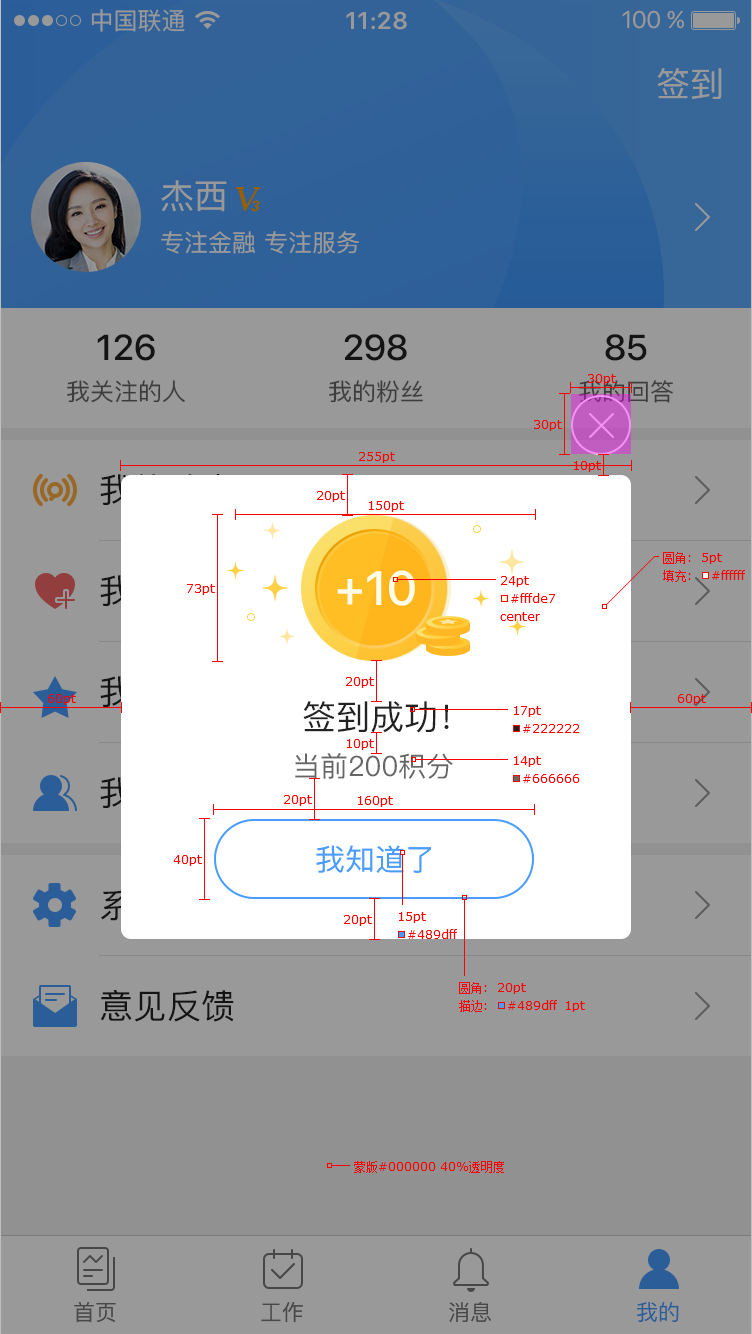 中国联通 11:28 100 %
签到
杰西 V3
专注金融 专注服务
126 298 85
我关注的人 我的粉丝 我的回答
30pt
30pt
10pt
255pt
20pt
150pt
73pt
+10
24pt
#fffde7
center
圆角： 5pt
填充： #ffffff
我
我
我
我
系
60pt
60pt
20pt
签到成功！
17pt
#222222
10pt
当前200积分
14pt
#666666
20pt
160pt
40pt
我知道了
20pt
15pt
#489dff
圆角： 20pt
描边： #489dff 1pt
意见反馈
蒙版#000000 40%透明度
首页 工作 消息 我的